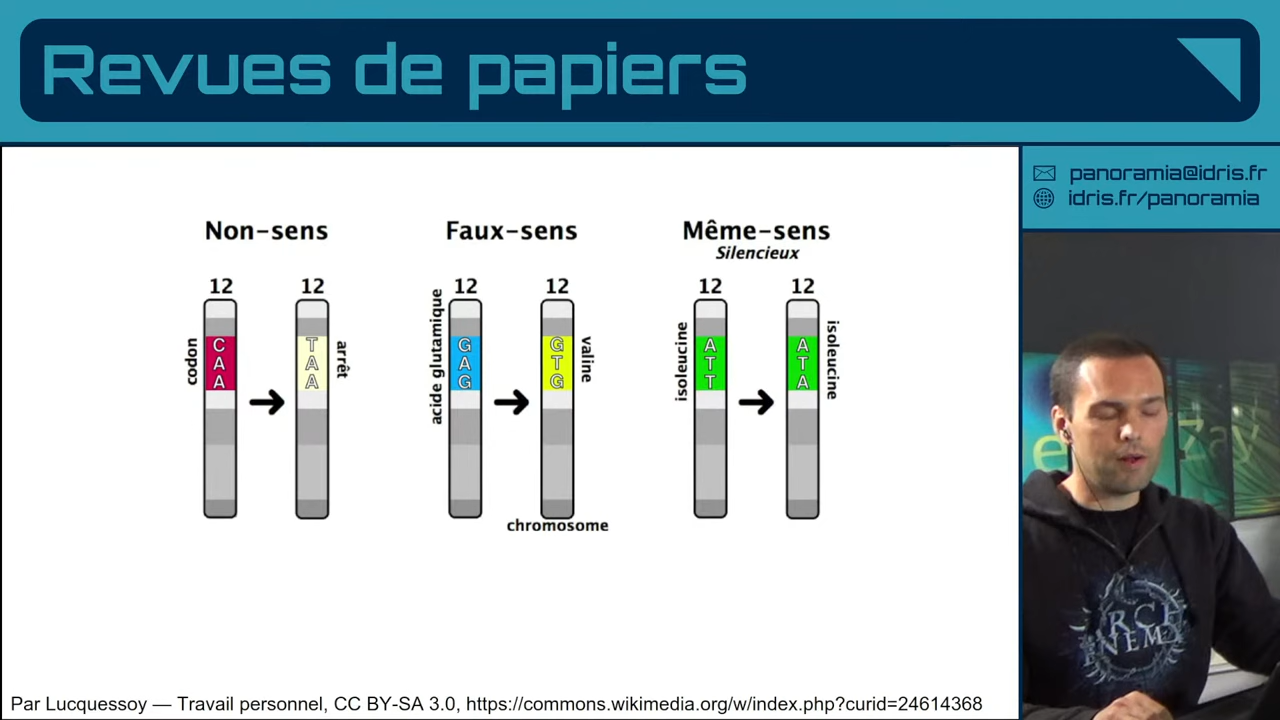 Revues de papiers
panoramia@idris.fr
idris.fr/panoramia
Non-sens
Faux-sens
Même-sens
Silencieux
12
12
12
12
12
12
codon
C
A
A
T
A
A
arrêt
acide glutamique
G
A
G
G
T
G
valine
isoleucine
A
T
T
A
T
A
isoleucine
chromosome
ENEMY
Par Lucquessoy — Travail personnel, CC BY-SA 3.0, https://commons.wikimedia.org/w/index.php?curid=24614368